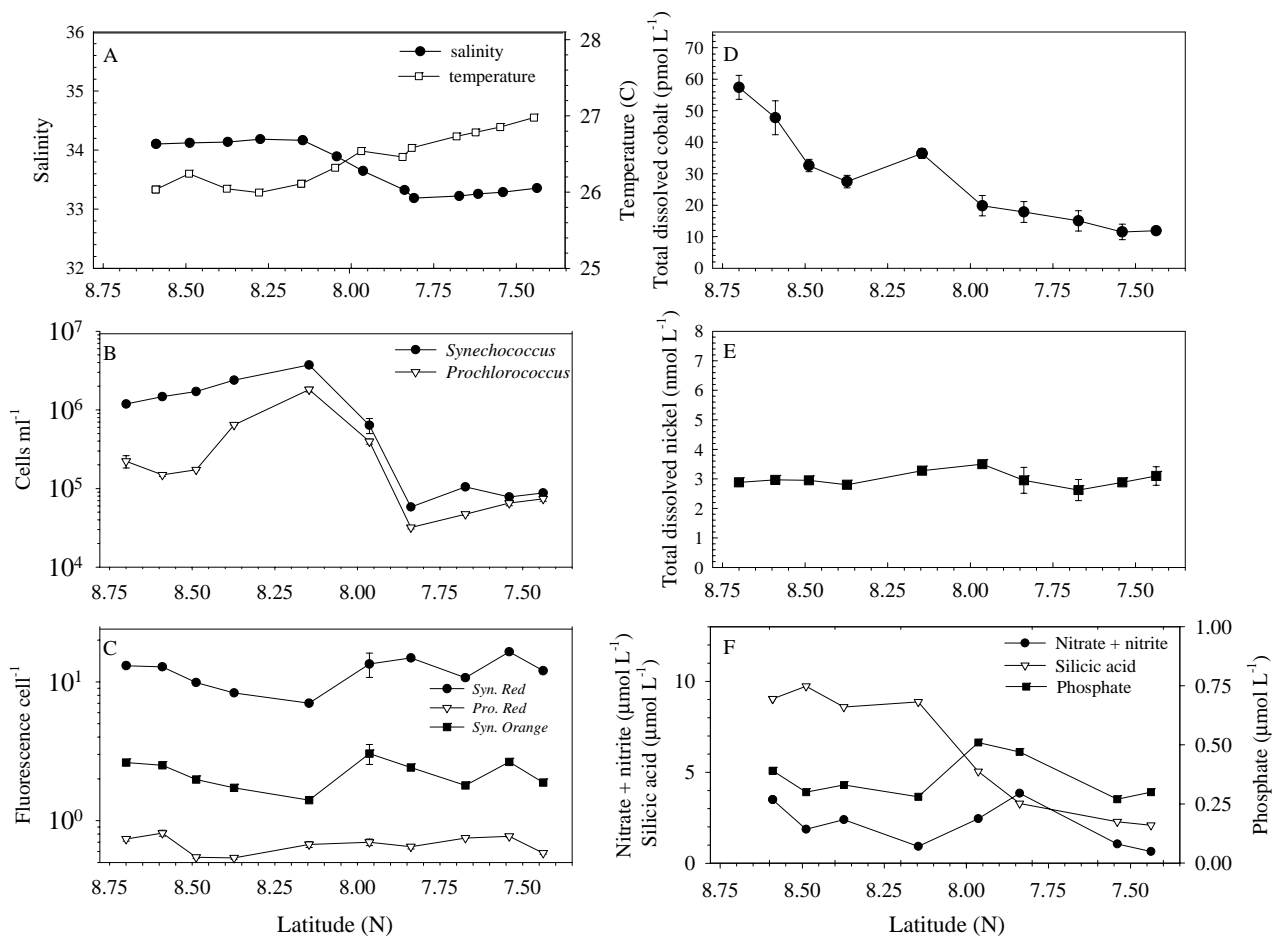 A
salinity
temperature
Salinity
36
35
34
33
32
Temperature (C)
28
27
26
25
8.75 8.50 8.25 8.00 7.75 7.50
B
Synechococcus
Prochlorococcus
Cells ml⁻¹
10⁷
10⁶
10⁵
10⁴
8.75 8.50 8.25 8.00 7.75 7.50
C
Syn. Red
Pro. Red
Syn. Orange
Fluorescence cell⁻¹
10¹
10⁰
8.75 8.50 8.25 8.00 7.75 7.50
Latitude (N)
D
Total dissolved cobalt (pmol L⁻¹)
70
60
50
40
30
20
10
0
8.75 8.50 8.25 8.00 7.75 7.50
E
Total dissolved nickel (nmol L⁻¹)
8
7
6
5
4
3
2
1
0
8.75 8.50 8.25 8.00 7.75 7.50
F
Nitrate + nitrite
Silicic acid
Phosphate
Nitrate + nitrite (µmol L⁻¹)
Silicic acid (µmol L⁻¹)
10
5
0
Phosphate (µmol L⁻¹)
1.00
0.75
0.50
0.25
0.00
8.75 8.50 8.25 8.00 7.75 7.50
Latitude (N)